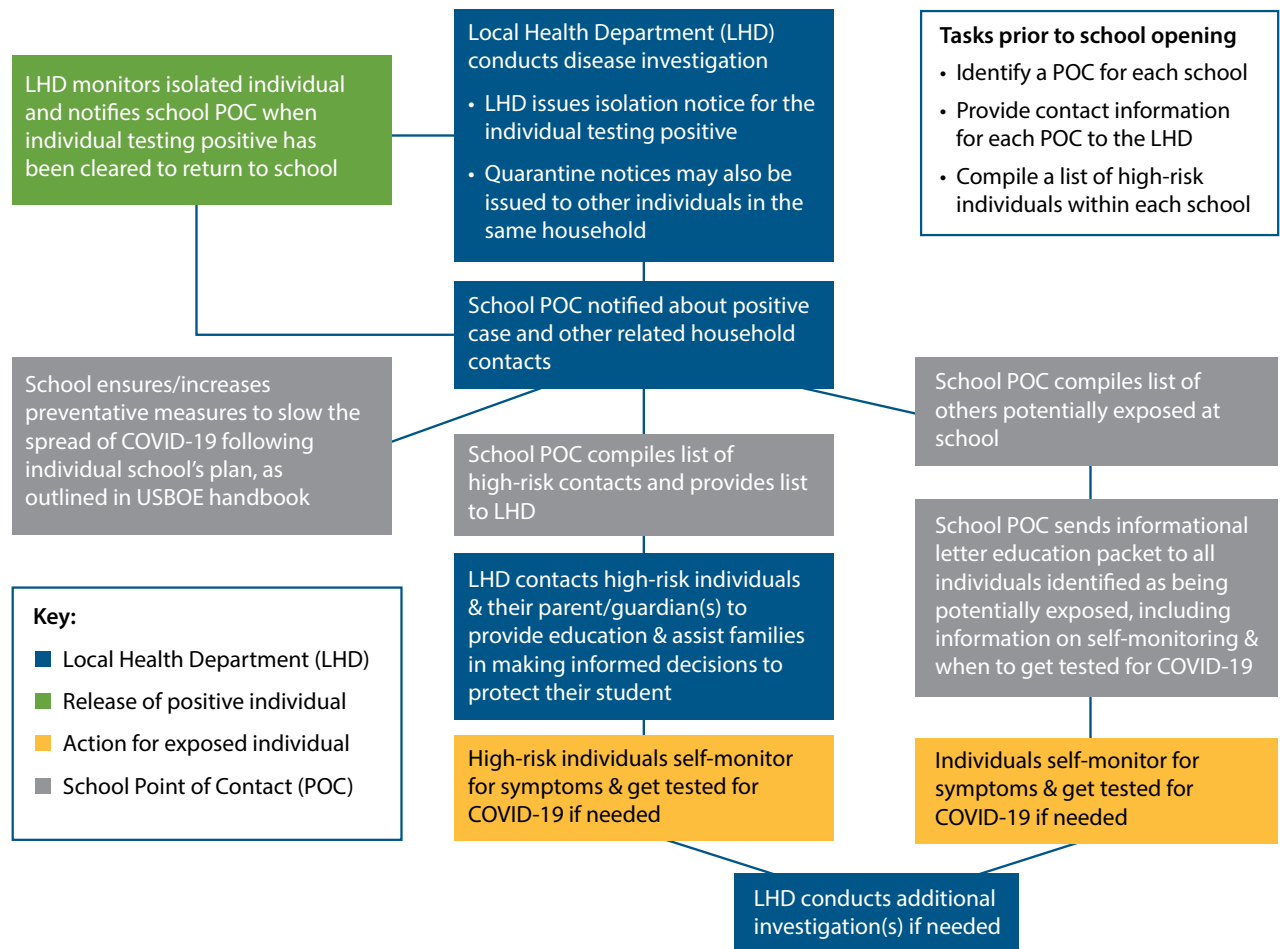 Local Health Department (LHD)
conducts disease investigation
• LHD issues isolation notice for the
individual testing positive
• Quarantine notices may also be
issued to other individuals in the
same household
Tasks prior to school opening
• Identify a POC for each school
• Provide contact information
for each POC to the LHD
• Compile a list of high-risk
individuals within each school
LHD monitors isolated individual
and notifies school POC when
individual testing positive has
been cleared to return to school
School POC notified about positive
case and other related household
contacts
School ensures/increases
preventative measures to slow the
spread of COVID-19 following
individual school's plan, as
outlined in USBOE handbook
School POC compiles list of
high-risk contacts and provides list
to LHD
School POC compiles list of
others potentially exposed at
school
School POC sends informational
letter education packet to all
individuals identified as being
potentially exposed, including
information on self-monitoring &
when to get tested for COVID-19
LHD contacts high-risk individuals
& their parent/guardian(s) to
provide education & assist families
in making informed decisions to
protect their student
Key:
Local Health Department (LHD)
Release of positive individual
Action for exposed individual
School Point of Contact (POC)
High-risk individuals self-monitor
for symptoms & get tested for
COVID-19 if needed
Individuals self-monitor for
symptoms & get tested for
COVID-19 if needed
LHD conducts additional
investigation(s) if needed